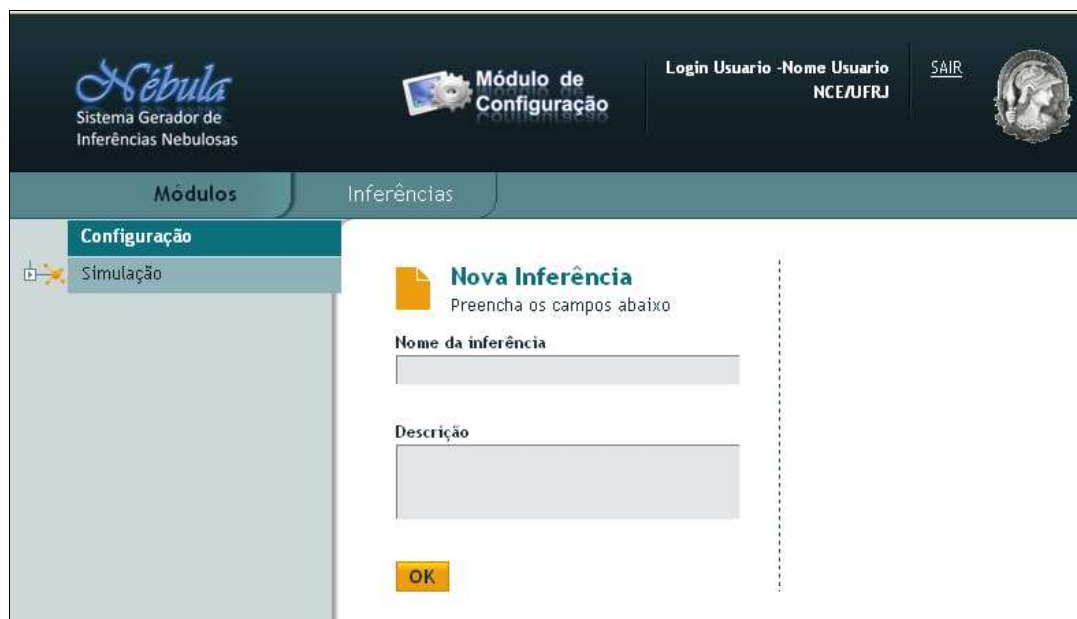 Nébula
Sistema Gerador de
Inferências Nebulosas
Módulo de
Configuração
Login Usuario -Nome Usuario
NCE/UFRJ
SAIR
Módulos
Inferências
Configuração
Simulação
Nova Inferência
Preencha os campos abaixo
Nome da inferência
Descrição
OK